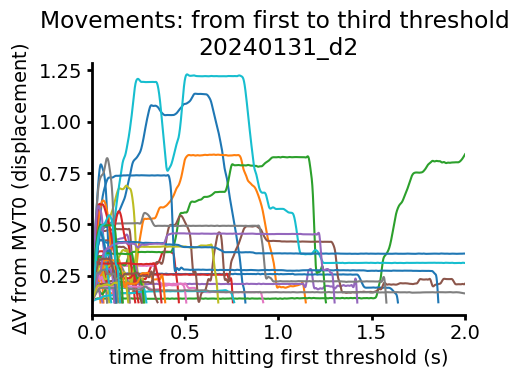 Movements: from first to third threshold
20240131_d2
ΔV from MVT0 (displacement)
1.25
1.00
0.75
0.50
0.25
0.0
0.5
1.0
1.5
2.0
time from hitting first threshold (s)